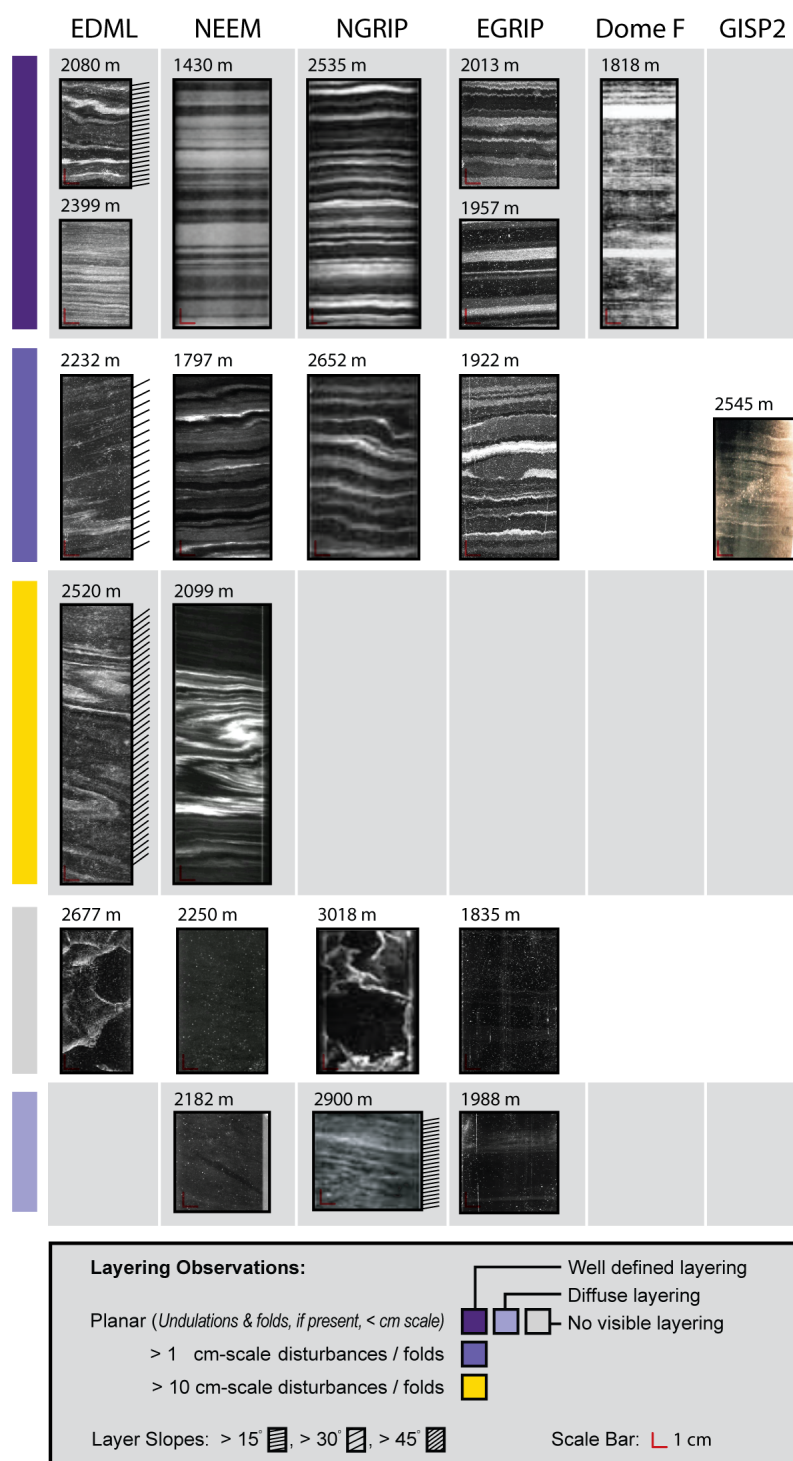 EDML NEEM NGRIP EGRIP Dome F GISP2
2080 m 1430 m 2535 m 2013 m 1818 m
2399 m 1957 m
2232 m 1797 m 2652 m 1922 m
2545 m
2520 m 2099 m
2677 m 2250 m 3018 m 1835 m
2182 m 2900 m 1988 m
Layering Observations:
Well defined layering
Diffuse layering
Planar (Undulations & folds, if present, < cm scale) No visible layering
> 1 cm-scale disturbances / folds
> 10 cm-scale disturbances / folds
Layer Slopes: > 15° , > 30° , > 45° Scale Bar: 1 cm